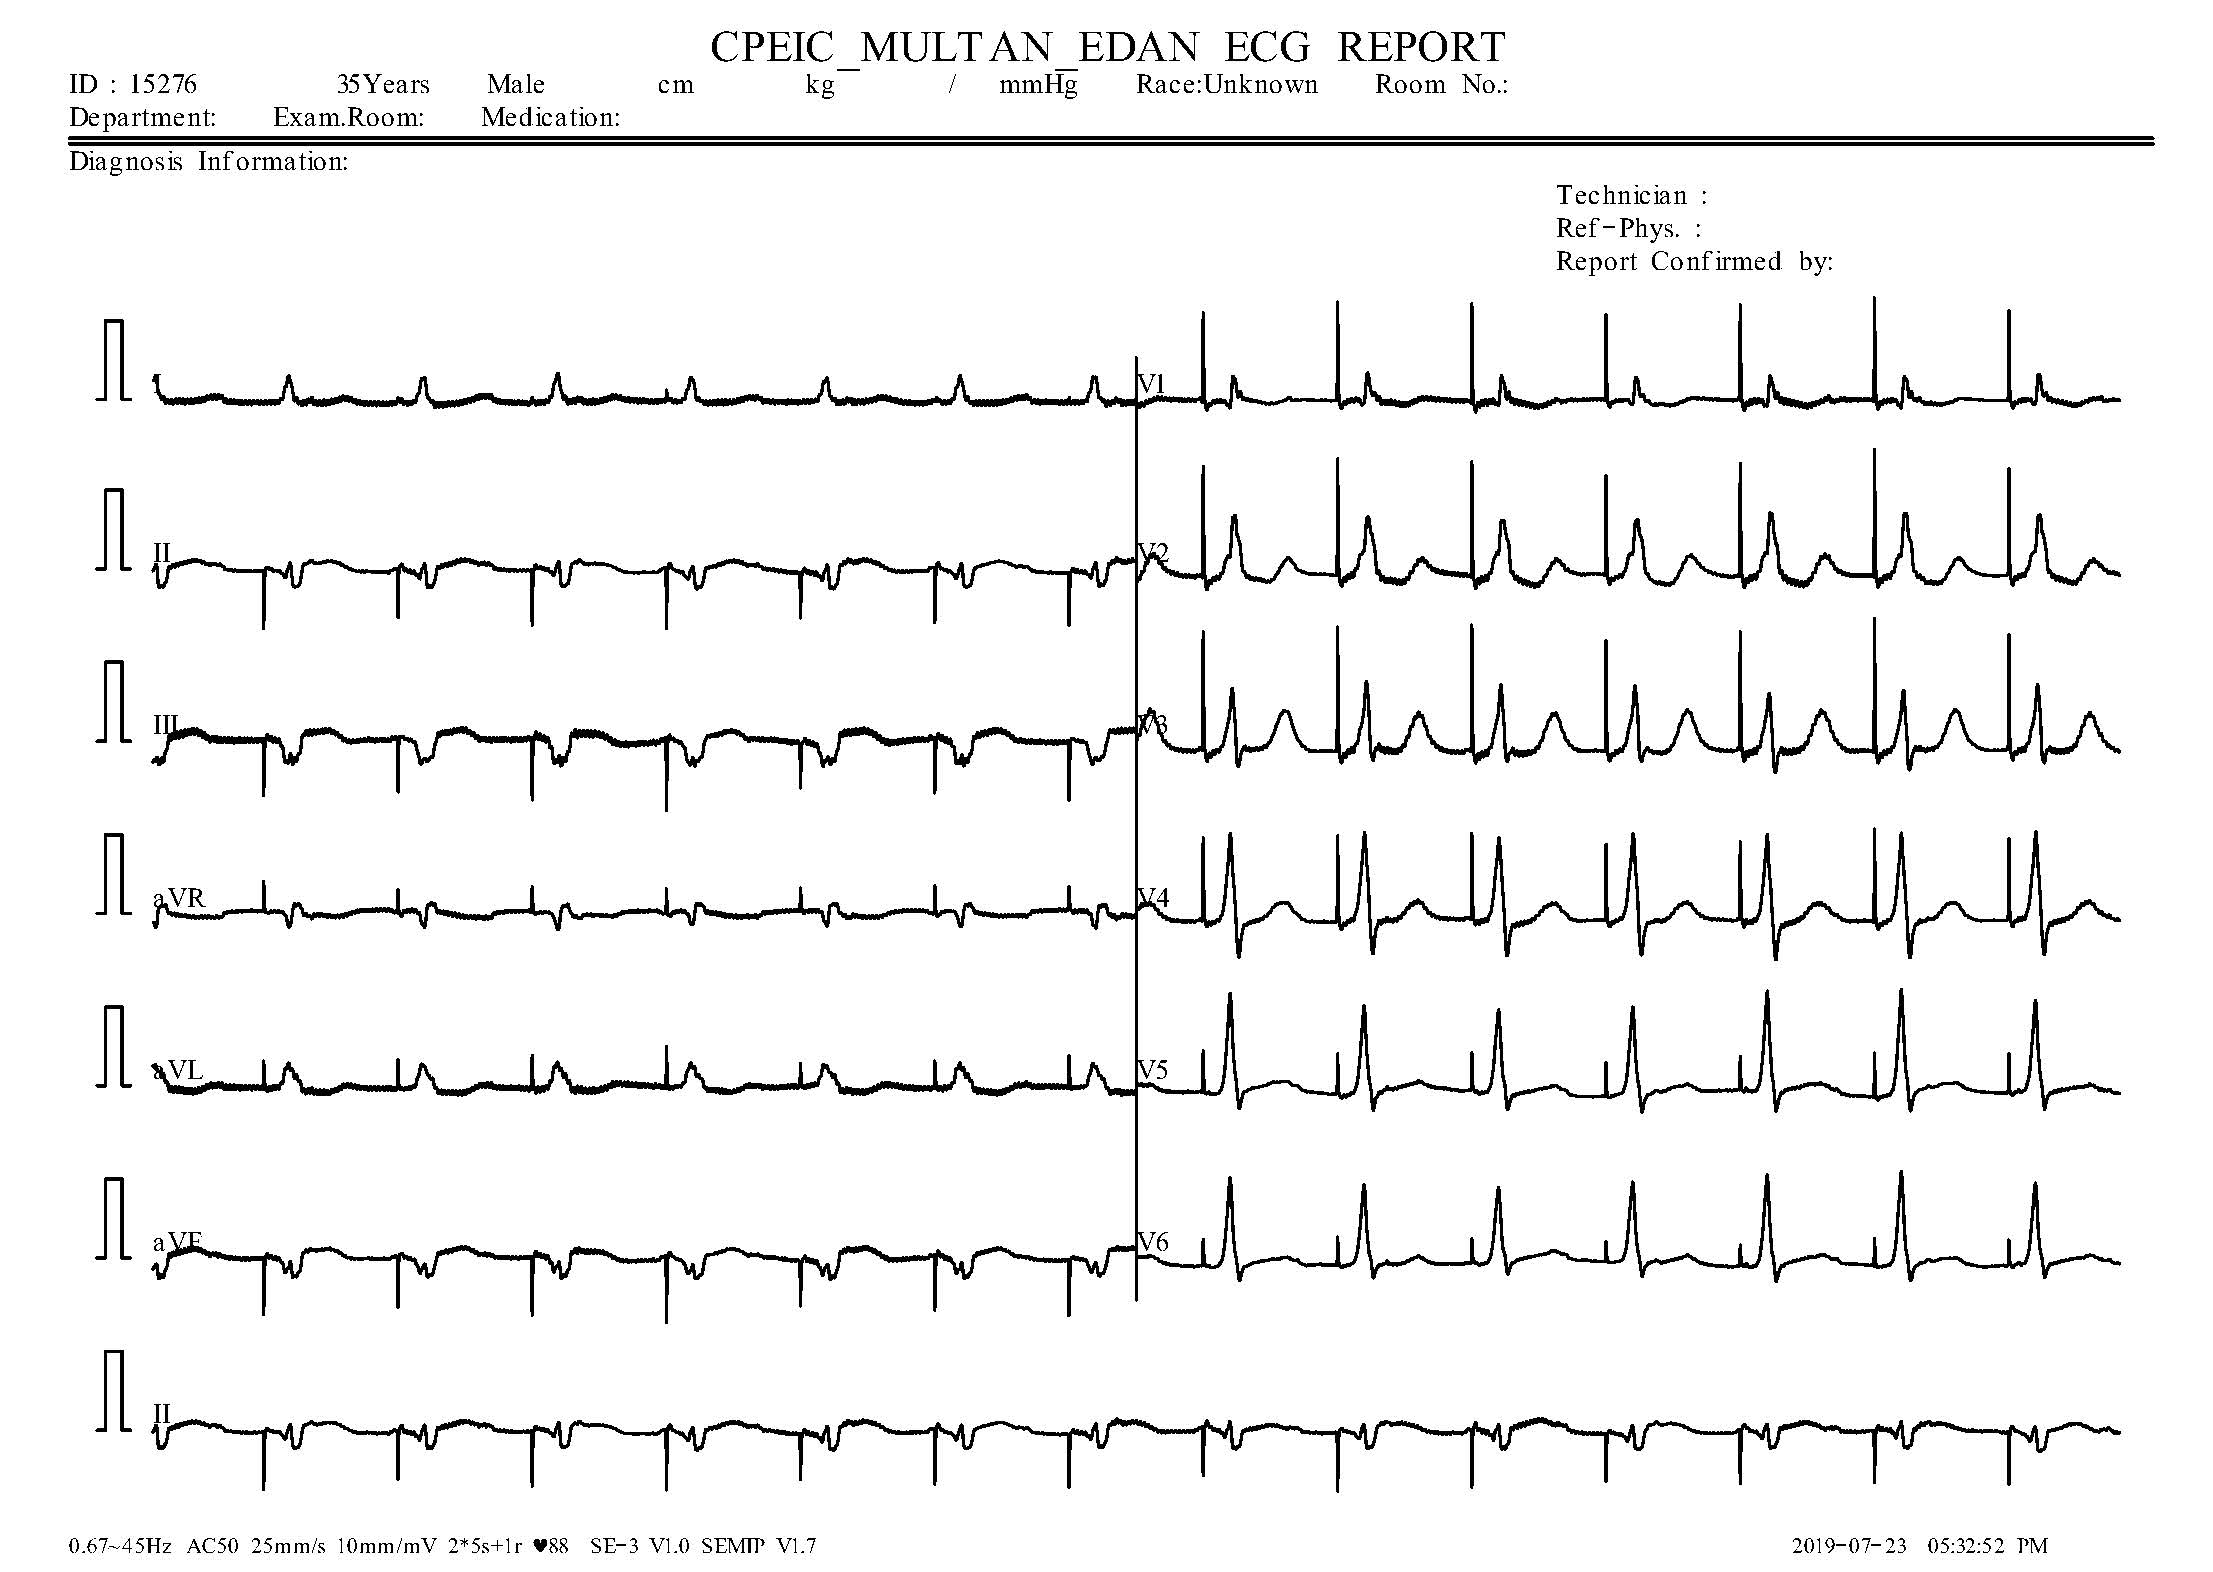 CPEIC_MULTAN_EDAN ECG REPORT
ID : 15276 35Years Male cm kg / mmHg Race:Unknown Room No.:
Department: Exam.Room: Medication:
Diagnosis Information:
Technician :
Ref-Phys. :
Report Confirmed by:
I V1
II V2
III V3
aVR V4
aVL V5
aVF V6
II
0.67~45Hz AC50 25mm/s 10mm/mV 2*5s+1r ♥88 SE-3 V1.0 SEMIP V1.7 2019-07-23 05:32:52 PM